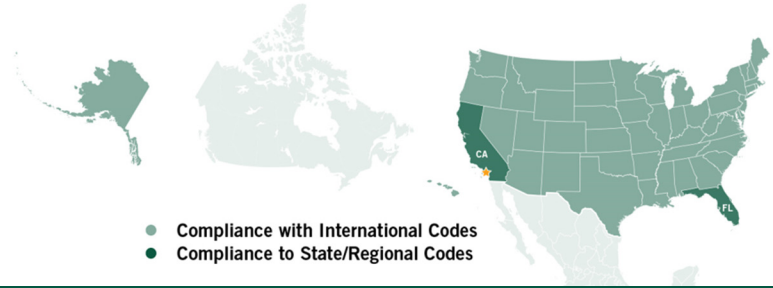 CA
FL
Compliance with International Codes
Compliance to State/Regional Codes